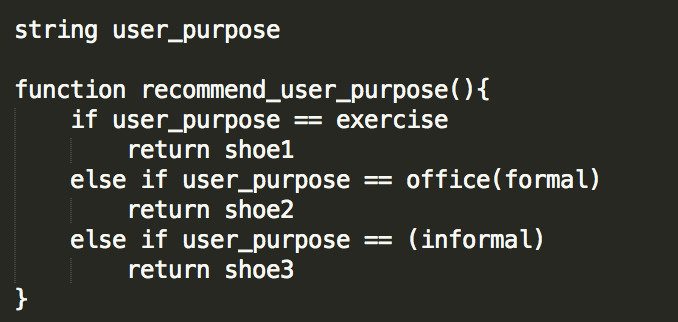 string user_purpose
function recommend_user_purpose(){
if user_purpose == exercise
return shoe1
else if user_purpose == office(formal)
return shoe2
else if user_purpose == (informal)
return shoe3
}